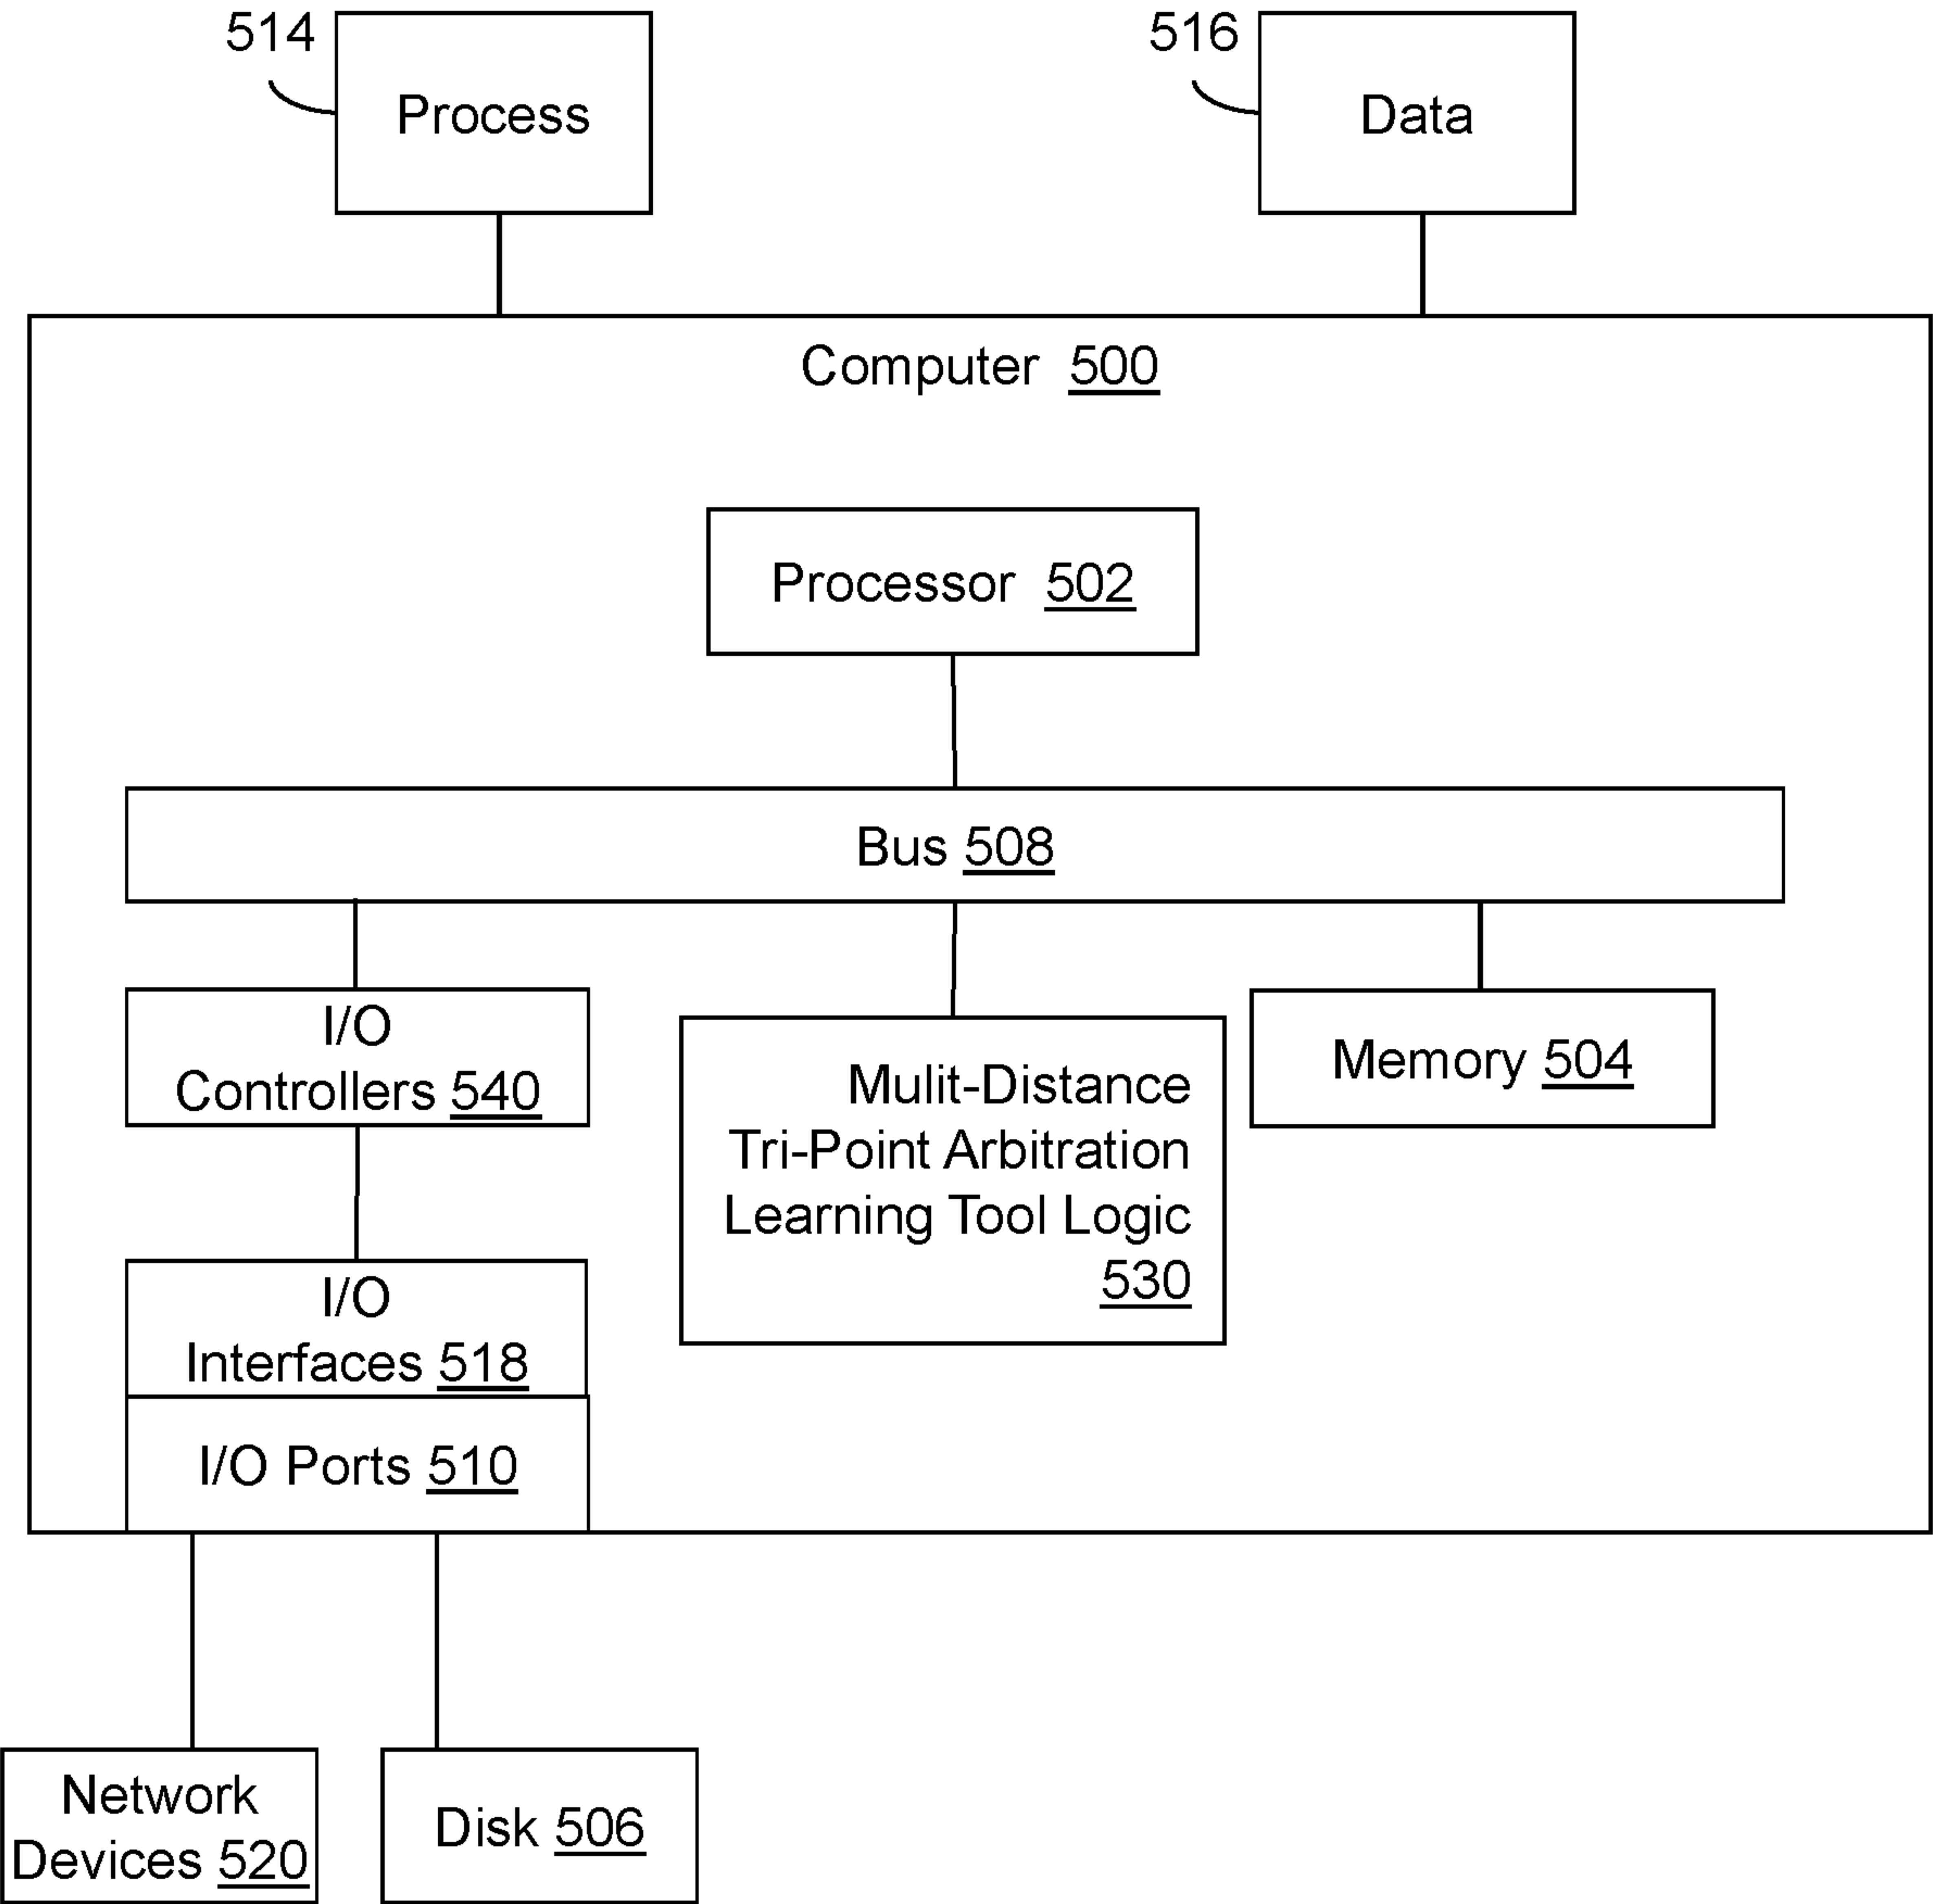 514
Process
516
Data
Computer 500
Processor 502
Bus 508
I/O
Controllers 540
Mulit-Distance
Tri-Point Arbitration
Learning Tool Logic
530
Memory 504
I/O
Interfaces 518
I/O Ports 510
Network
Devices 520
Disk 506